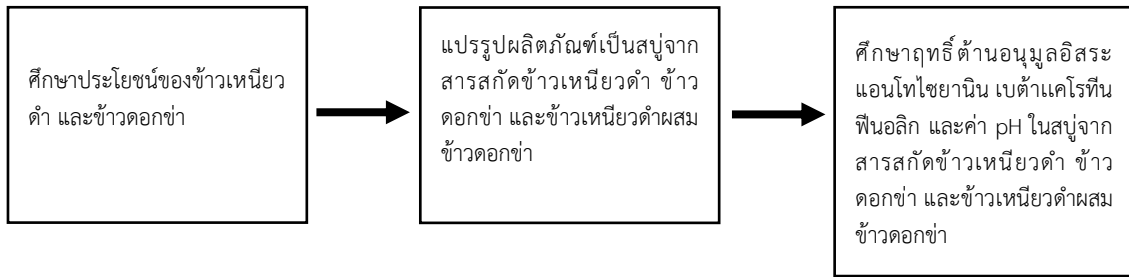 ศึกษาประโยชน์ของข้าวเหนียว
ดำ และข้าวดอกข่า
แปรรูปผลิตภัณฑ์เป็นสบู่จาก
สารสกัดข้าวเหนียวดำ ข้าว
ดอกข่า และข้าวเหนียวดำผสม
ข้าวดอกข่า
ศึกษาฤทธิ์ต้านอนุมูลอิสระ
แอนโทไซยานิน เบต้าแคโรทีน
ฟีนอลิก และค่า pH ในสบู่จาก
สารสกัดข้าวเหนียวดำ ข้าว
ดอกข่า และข้าวเหนียวดำผสม
ข้าวดอกข่า